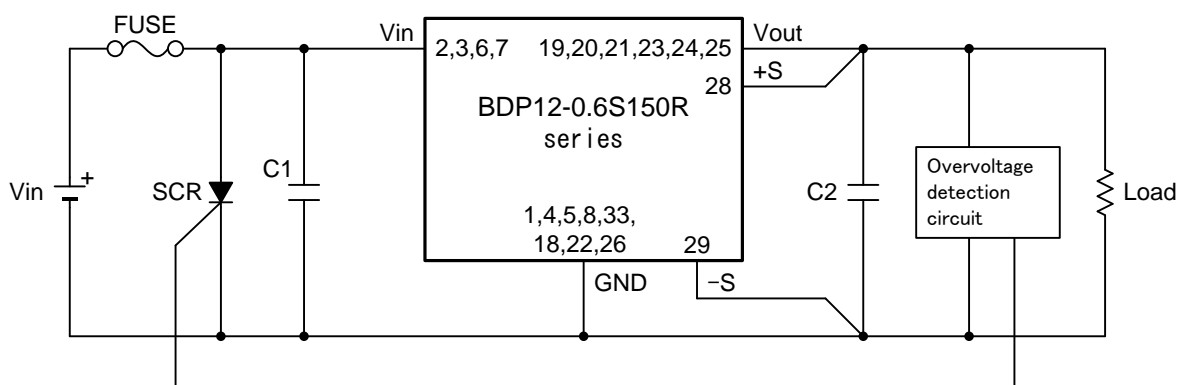 FUSE
Vin
2,3,6,7
19,20,21,23,24,25
Vout
28
+S
BDP12-0.6S150R
series
Vin
+
SCR
C1
C2
Overvoltage
detection
circuit
Load
1,4,5,8,33,
18,22,26
29
GND
−S